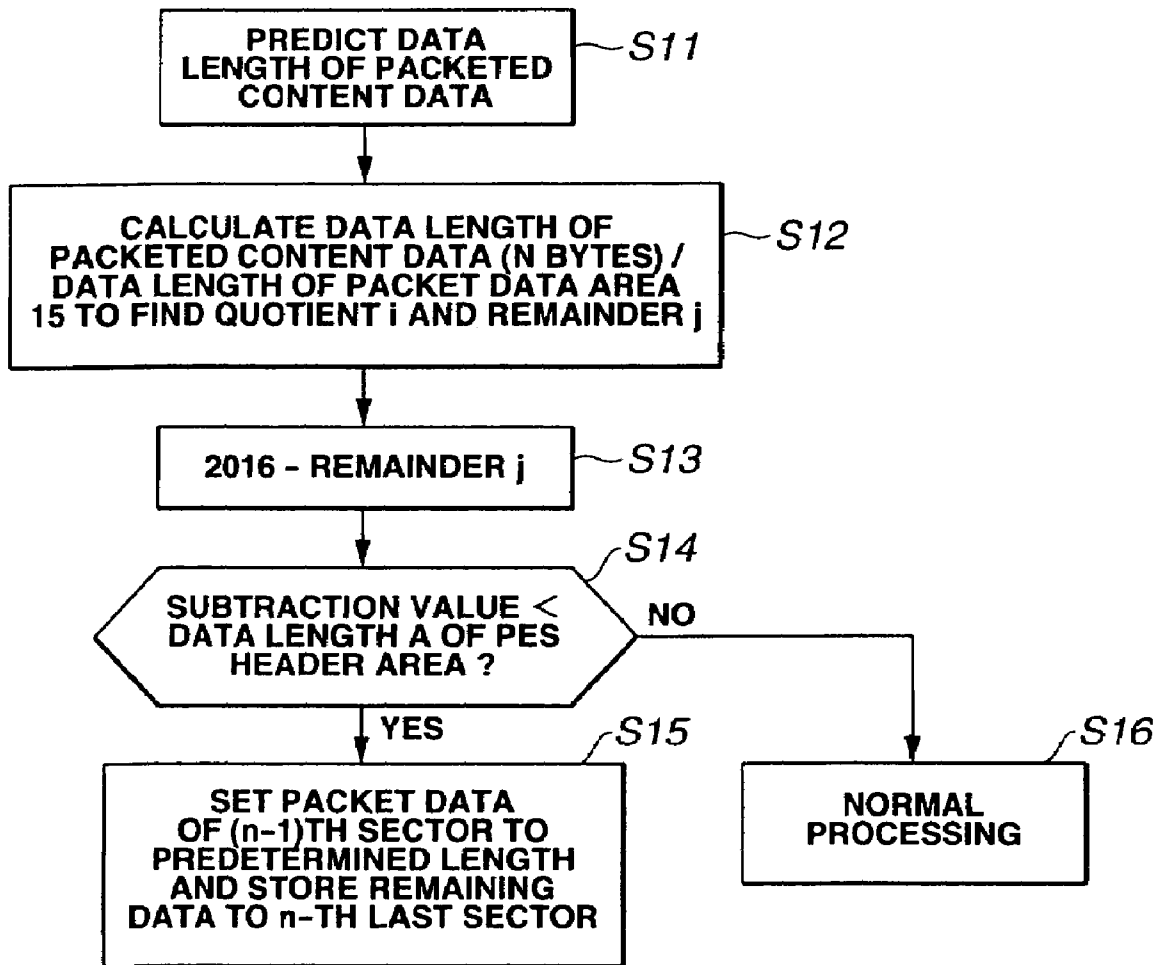 PREDICT DATA
LENGTH OF PACKETED
CONTENT DATA
S11
CALCULATE DATA LENGTH OF
PACKETED CONTENT DATA (N BYTES) /
DATA LENGTH OF PACKET DATA AREA
15 TO FIND QUOTIENT i AND REMAINDER j
S12
2016 - REMAINDER j
S13
S14
SUBTRACTION VALUE <
DATA LENGTH A OF PES
HEADER AREA ?
NO
YES
S15
SET PACKET DATA
OF (n-1)TH SECTOR TO
PREDETERMINED LENGTH
AND STORE REMAINING
DATA TO n-TH LAST SECTOR
S16
NORMAL
PROCESSING